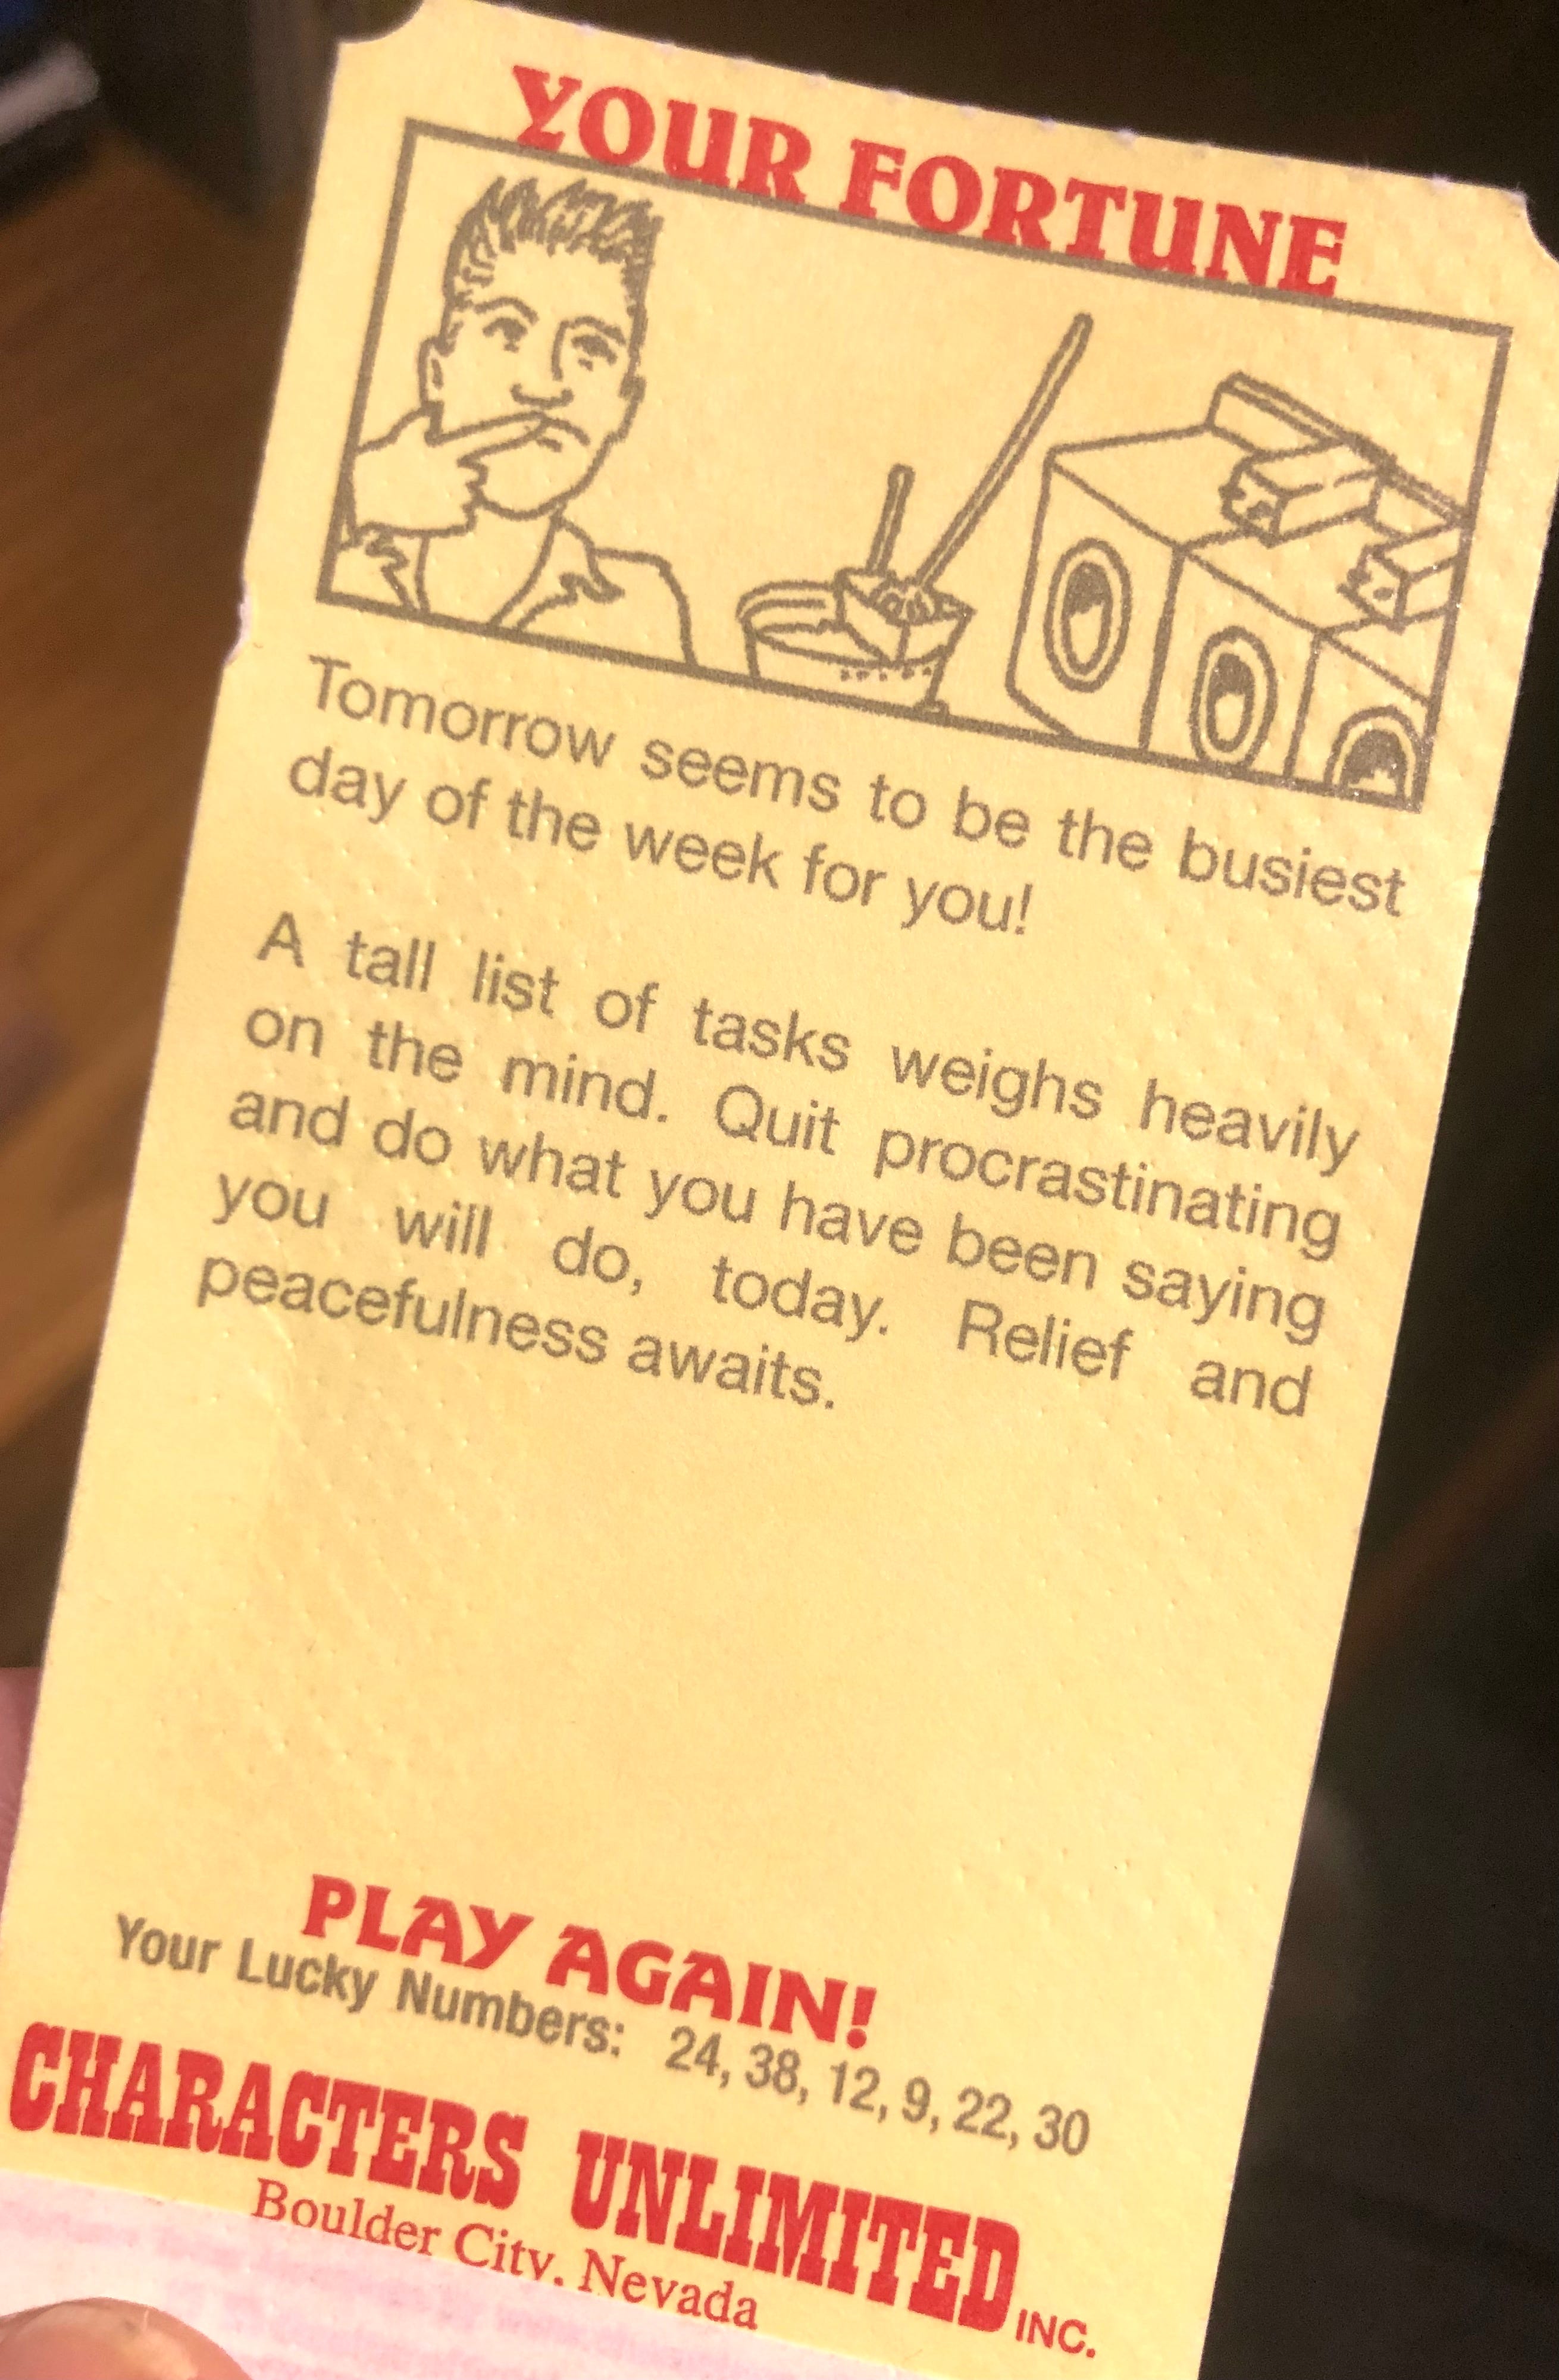 YOUR FORTUNE
Tomorrow seems to be the busiest
day of the week for you!
A tall list of tasks weighs heavily
on the mind. Quit procrastinating
and do what you have been saying
you will do, today. Relief and
peacefulness awaits.
PLAY AGAIN!
Your Lucky Numbers: 24, 38, 12, 9, 22, 30
CHARACTERS UNLIMITED INC.
Boulder City, Nevada